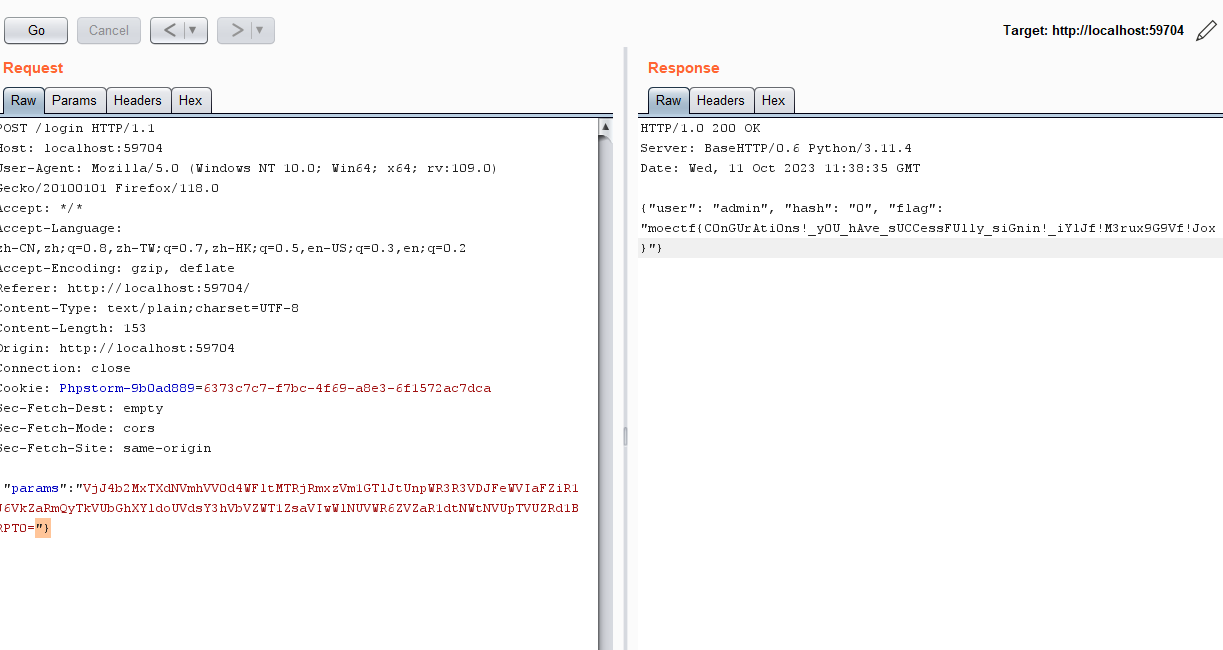 Go
Cancel
<
▼
>
▼
Target: http://localhost:59704
Request
Raw
Params
Headers
Hex
POST /login HTTP/1.1
Host: localhost:59704
User-Agent: Mozilla/5.0 (Windows NT 10.0; Win64; x64; rv:109.0)
Gecko/20100101 Firefox/118.0
Accept: */*
Accept-Language:
zh-CN,zh;q=0.8,zh-TW;q=0.7,zh-HK;q=0.5,en-US;q=0.3,en;q=0.2
Accept-Encoding: gzip, deflate
Referer: http://localhost:59704/
Content-Type: text/plain;charset=UTF-8
Content-Length: 153
Origin: http://localhost:59704
Connection: close
Cookie: Phpstorm-9b0ad889=6373c7c7-f7bc-4f69-a8e3-6f1572ac7dca
Sec-Fetch-Dest: empty
Sec-Fetch-Mode: cors
Sec-Fetch-Site: same-origin
"params":"VjJ4b2MxTXdNVmhVV0d4WFltMTRjRmxzVm1GTlJtUnpWR3R3VDJFeWVIaFZiR1
J6VkZaRmQyTkVUbGhXYldoUVdsY3hVbVZWTlZsaVIwWlNUVWR6ZVZaR1dtNWtNVUpTVUZRd1B
RPT0="}
Response
Raw
Headers
Hex
HTTP/1.0 200 OK
Server: BaseHTTP/0.6 Python/3.11.4
Date: Wed, 11 Oct 2023 11:38:35 GMT
{"user": "admin", "hash": "0", "flag":
"moectf{C0nGUrAti0ns!_y0U_hAve_sUCCessFUlly_siGnin!_iYlJf!M3rux9G9Vf!Jox
}"}